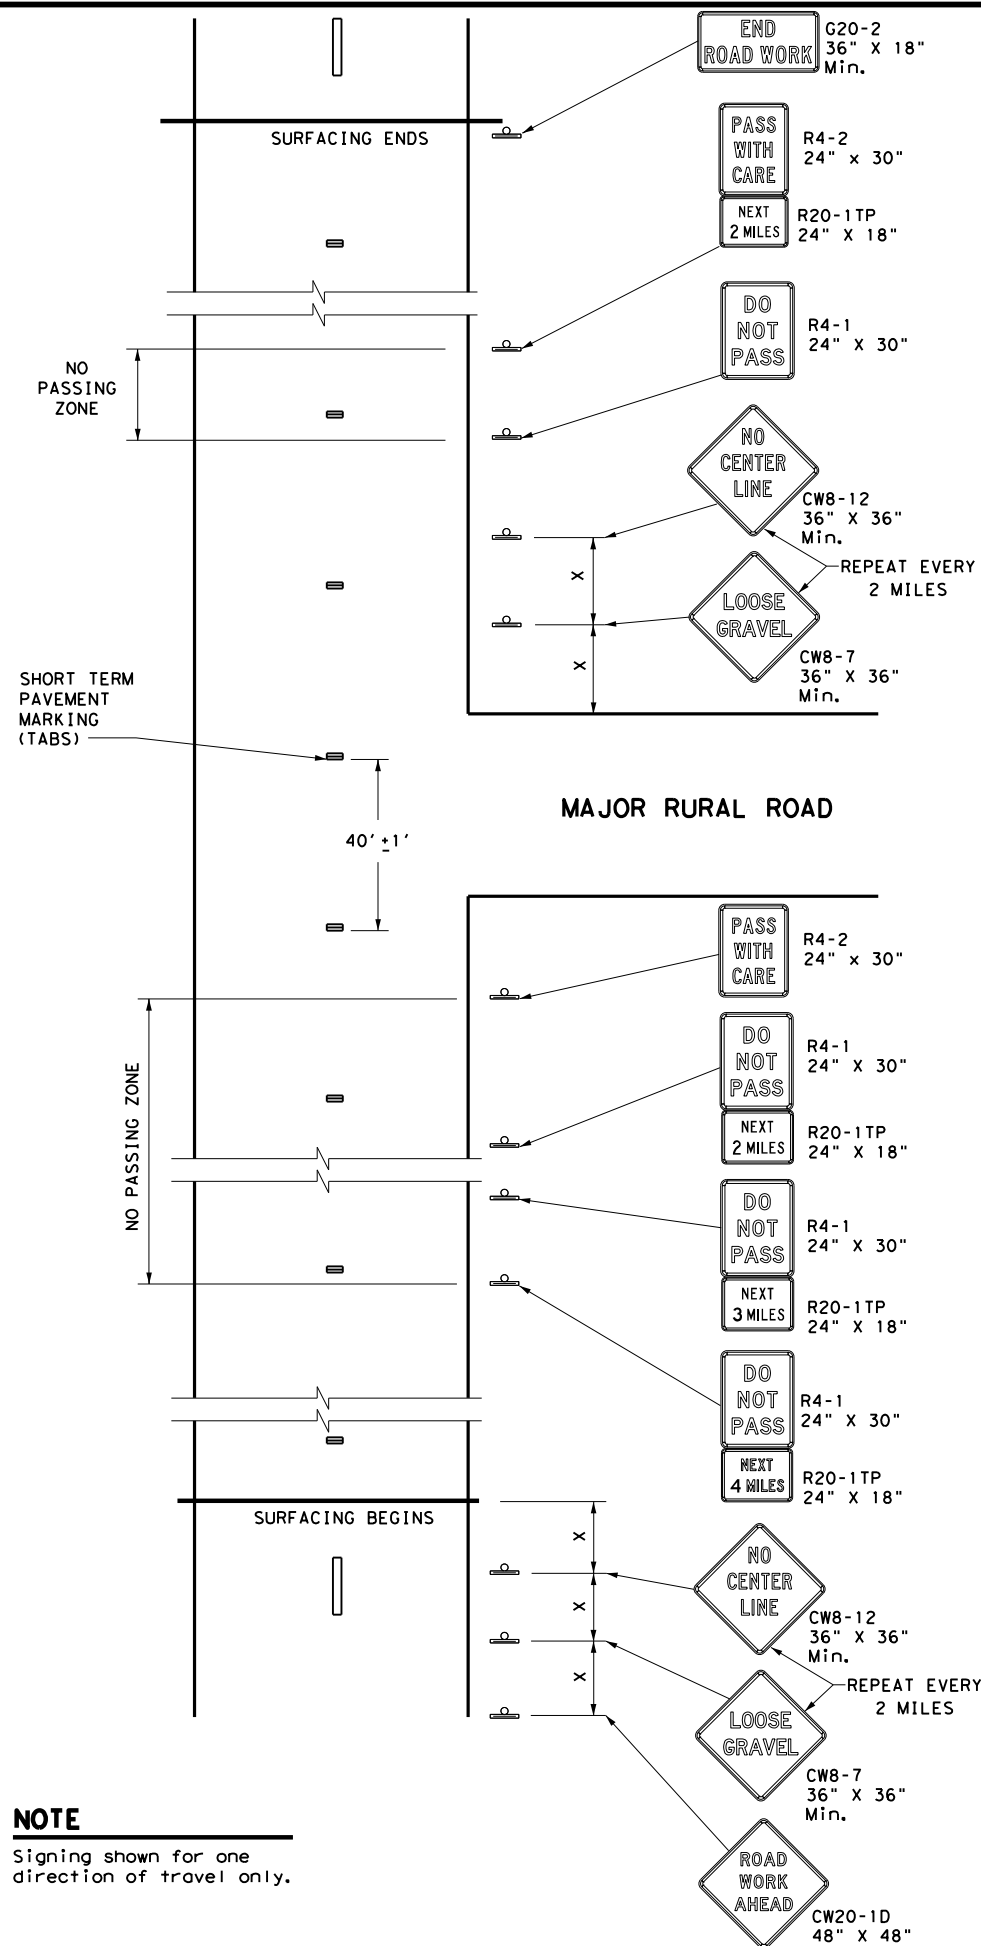 END
ROAD WORK
G20-2
36" X 18"
Min.
SURFACING ENDS
PASS
WITH
CARE
R4-2
24" x 30"
NEXT
2 MILES
R20-1TP
24" X 18"
DO
NOT
PASS
R4-1
24" X 30"
NO
PASSING
ZONE
NO
CENTER
LINE
CW8-12
36" X 36"
Min.
REPEAT EVERY
2 MILES
X
LOOSE
GRAVEL
CW8-7
36" X 36"
Min.
X
SHORT TERM
PAVEMENT
MARKING
(TABS)
40' ±1'
MAJOR RURAL ROAD
PASS
WITH
CARE
R4-2
24" x 30"
NO PASSING ZONE
DO
NOT
PASS
R4-1
24" X 30"
NEXT
2 MILES
R20-1TP
24" X 18"
DO
NOT
PASS
R4-1
24" X 30"
NEXT
3 MILES
R20-1TP
24" X 18"
DO
NOT
PASS
R4-1
24" X 30"
NEXT
4 MILES
R20-1TP
24" X 18"
SURFACING BEGINS
X
NO
CENTER
LINE
CW8-12
36" X 36"
Min.
X
REPEAT EVERY
2 MILES
X
LOOSE
GRAVEL
CW8-7
36" X 36"
Min.
ROAD
WORK
AHEAD
CW20-1D
48" X 48"
NOTE
Signing shown for one
direction of travel only.